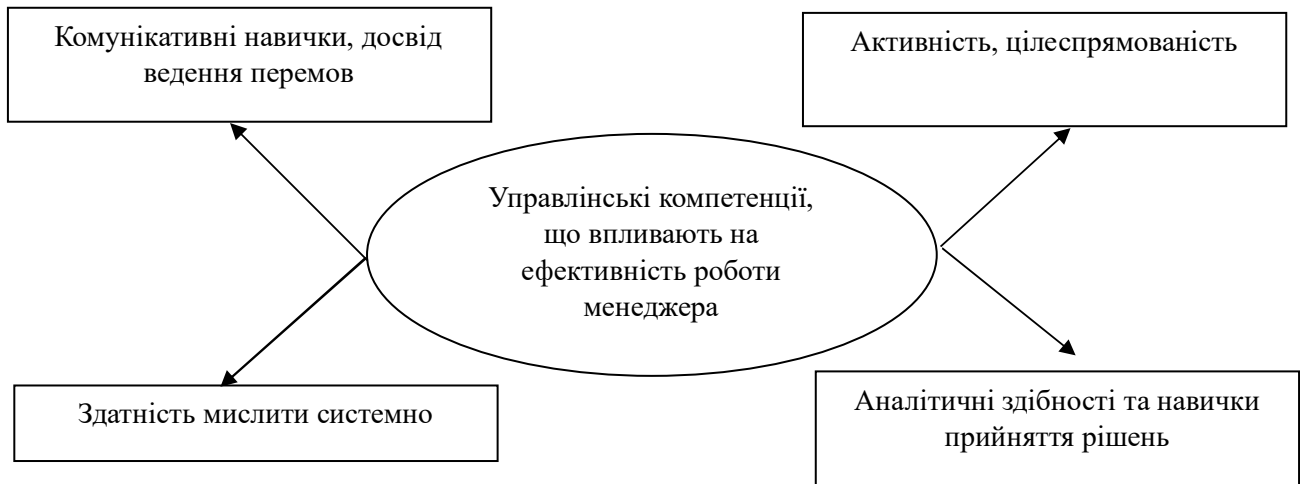 Комунікативні навички, досвід
ведення перемов
Активність, цілеспрямованість
Управлінські компетенції,
що впливають на
ефективність роботи
менеджера
Здатність мислити системно
Аналітичні здібності та навички
прийняття рішень